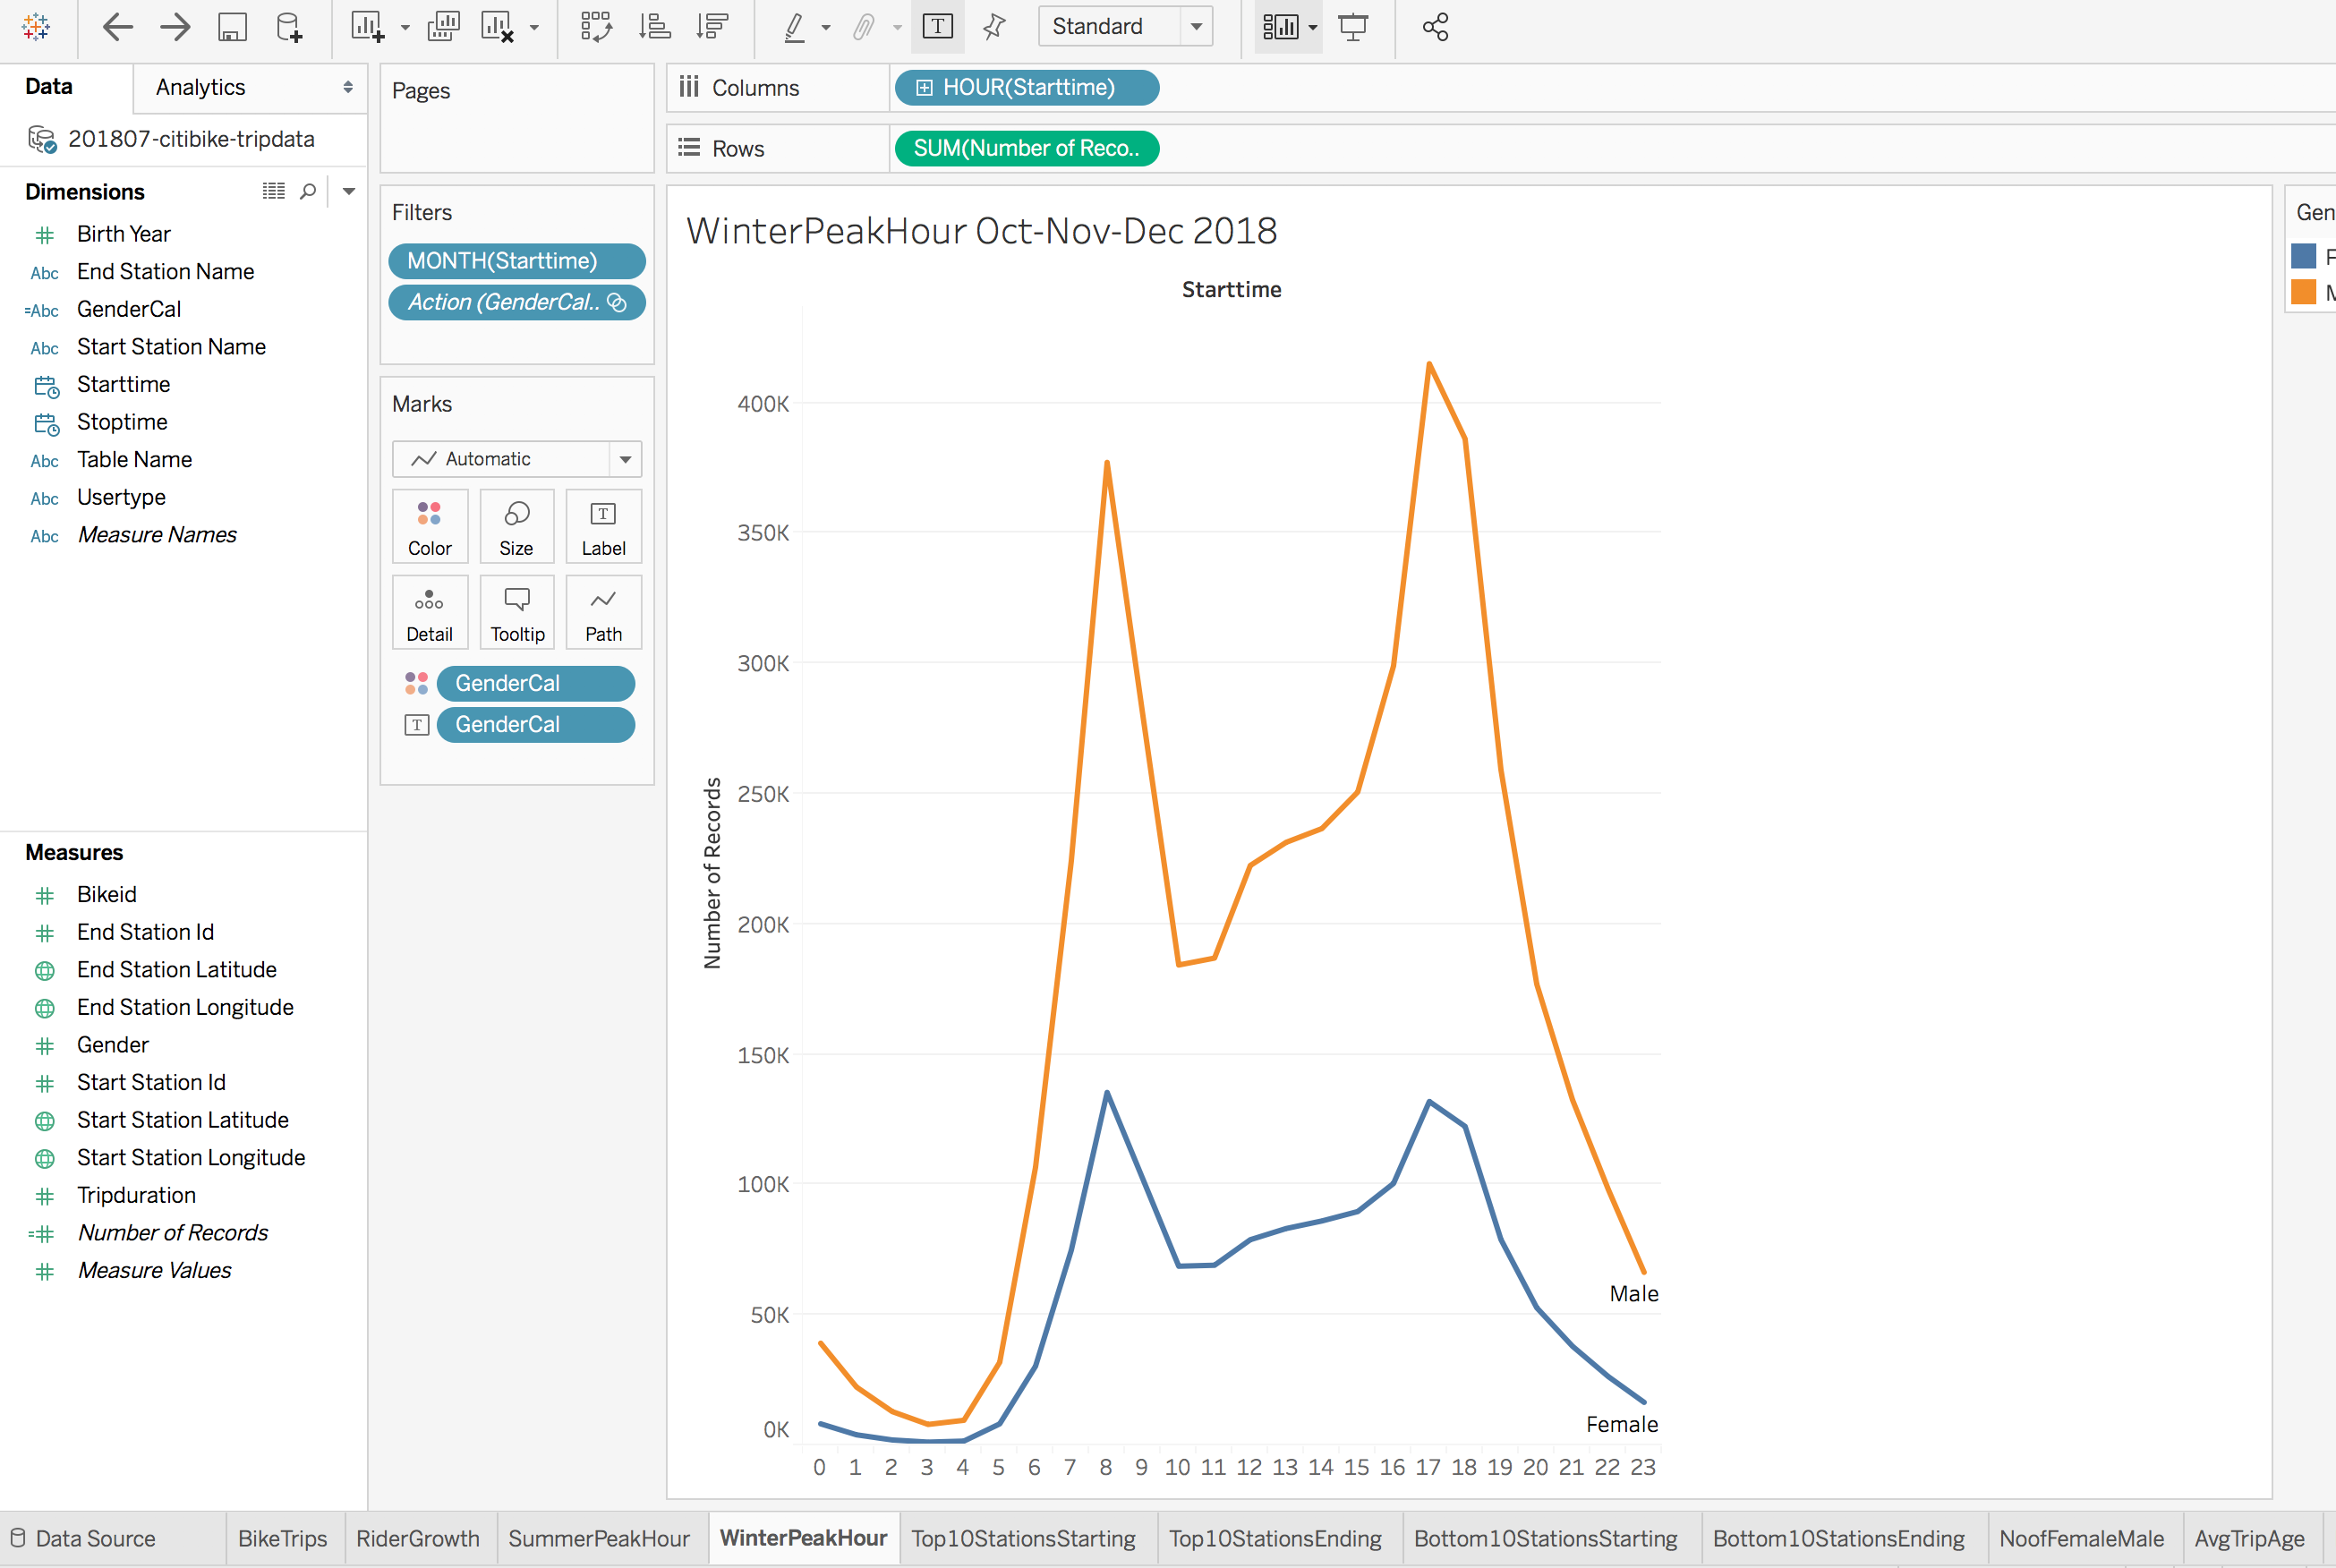 Standard
Data
Analytics
201807-citibike-tripdata
Dimensions
Birth Year
Abc End Station Name
=Abc GenderCal
Abc Start Station Name
Starttime
Stoptime
Abc Table Name
Abc Usertype
Abc Measure Names
Measures
Bikeid
End Station Id
End Station Latitude
End Station Longitude
Gender
Start Station Id
Start Station Latitude
Start Station Longitude
Tripduration
Number of Records
Measure Values
Pages
Filters
MONTH(Starttime)
Action (GenderCal..
Marks
Automatic
Color Size Label
Detail Tooltip Path
GenderCal
GenderCal
Columns HOUR(Starttime)
Rows SUM(Number of Reco..
WinterPeakHour Oct-Nov-Dec 2018
Starttime
Number of Records
400K
350K
300K
250K
200K
150K
100K
50K
0K
Male
Female
0 1 2 3 4 5 6 7 8 9 10 11 12 13 14 15 16 17 18 19 20 21 22 23
Gen
F
M
Data Source BikeTrips RiderGrowth SummerPeakHour WinterPeakHour Top10StationsStarting Top10StationsEnding Bottom10StationsStarting Bottom10StationsEnding NoofFemaleMale AvgTripAge